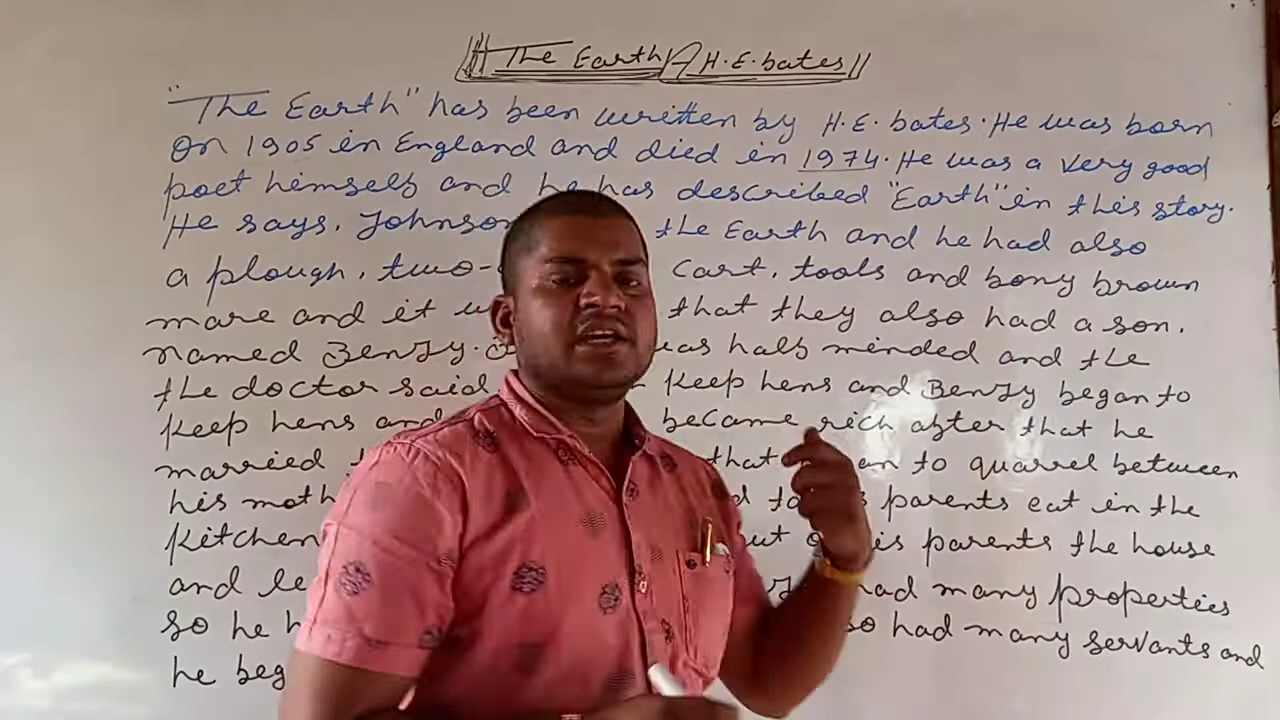 The Earth H.E.bates
"The Earth" has been written by H.E.bates. He was born
On 1905 in England and died in 1974. He was a very good
poet himself and he has described "Earth" in this story.
He says, Johnson the Earth and he had also
a plough, two- cart, tools and bony brown
mare and it that they also had a son,
named Benjy. half minded and the
the doctor said keep hens and Benjy began to
keep hens and became rich after that he
married that to quarrel between
his parents eat in the
kitchen parents the house
and had many properties
so he had many servants and
he